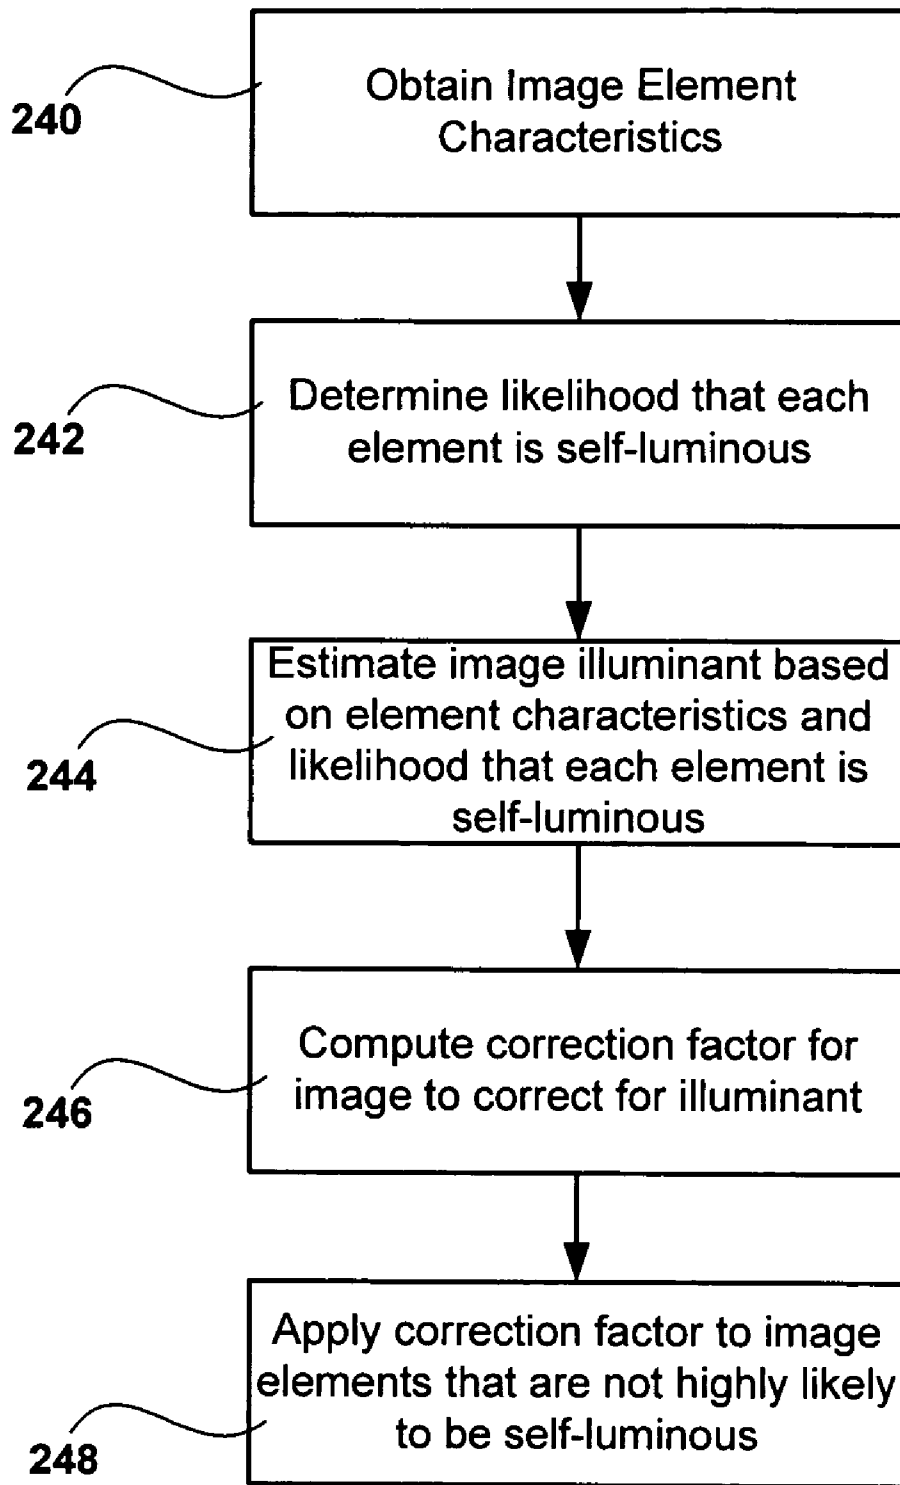 Obtain Image Element
Characteristics
240
Determine likelihood that each
element is self-luminous
242
Estimate image illuminant based
on element characteristics and
likelihood that each element is
self-luminous
244
Compute correction factor for
image to correct for illuminant
246
Apply correction factor to image
elements that are not highly likely
to be self-luminous
248